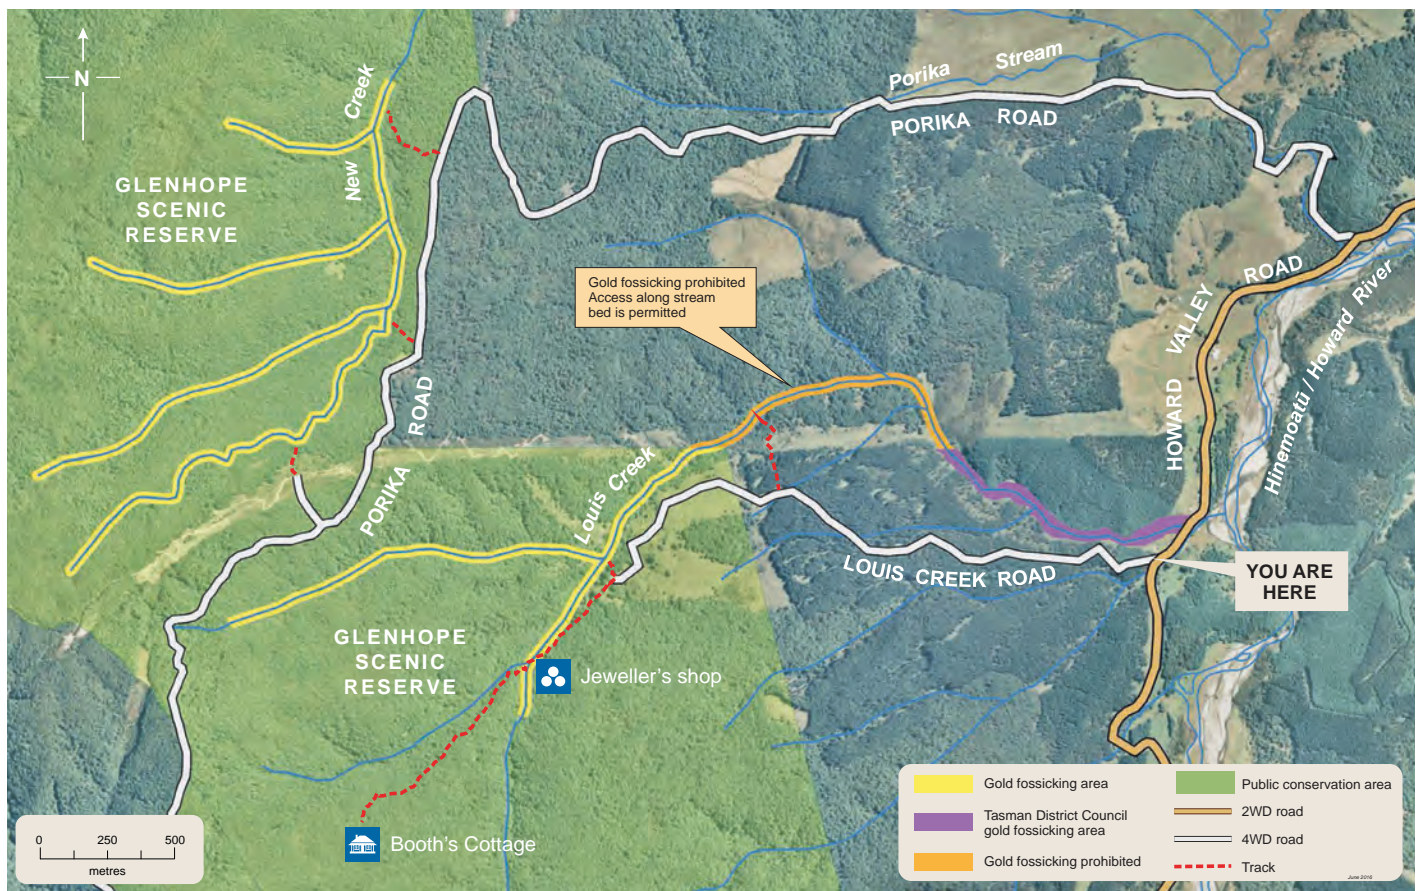 N
New Creek
GLENHOPE
SCENIC
RESERVE
Porika Stream
PORIKA ROAD
Gold fossicking prohibited
Access along stream
bed is permitted
HOWARD VALLEY ROAD
Hinemoatū / Howard River
PORIKA ROAD
Louis Creek
LOUIS CREEK ROAD
YOU ARE
HERE
GLENHOPE
SCENIC
RESERVE
Jeweller's shop
Booth's Cottage
0 250 500
metres
Gold fossicking area
Tasman District Council
gold fossicking area
Gold fossicking prohibited
Public conservation area
2WD road
4WD road
Track
June 2016